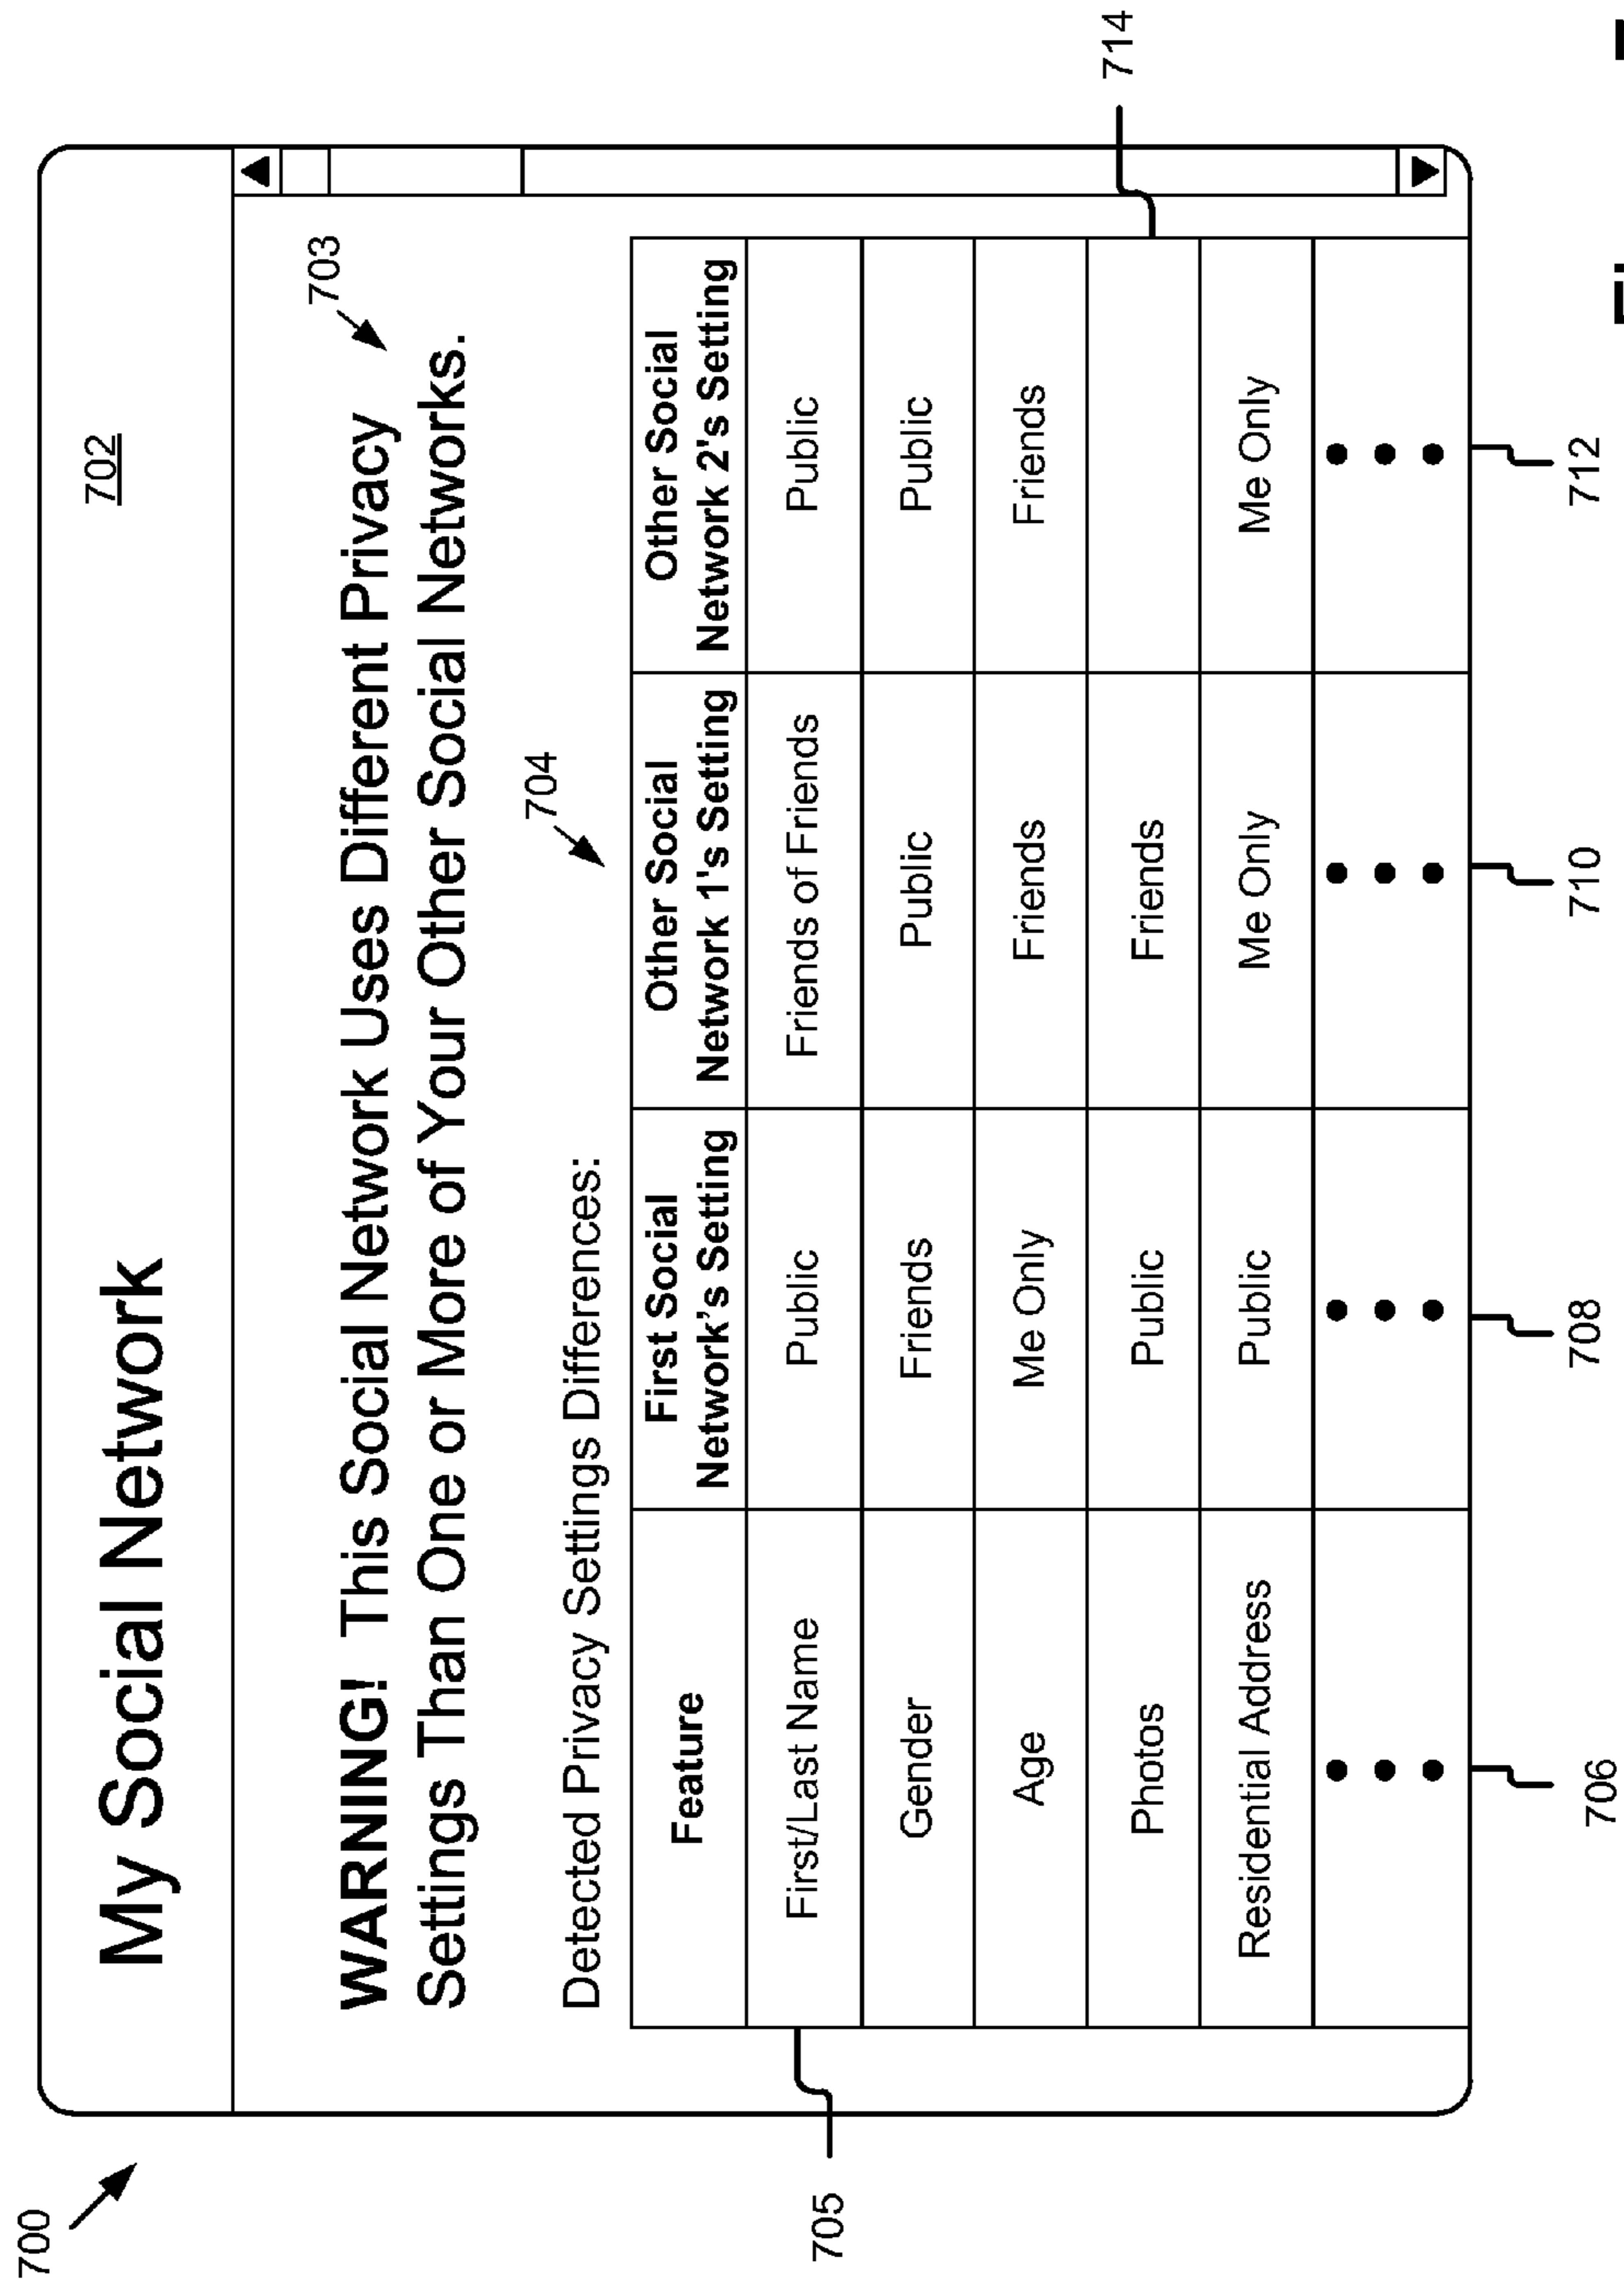 700
My Social Network
702
WARNING! This Social Network Uses Different Privacy
Settings Than One or More of Your Other Social Networks.
703
Detected Privacy Settings Differences:
704
Feature
First Social
Network's Setting
Other Social
Network 1's Setting
Other Social
Network 2's Setting
705
First/Last Name
Public
Friends of Friends
Public
Gender
Friends
Public
Public
Age
Me Only
Friends
Friends
Photos
Public
Friends
714
Residential Address
Public
Me Only
Me Only
706
708
710
712